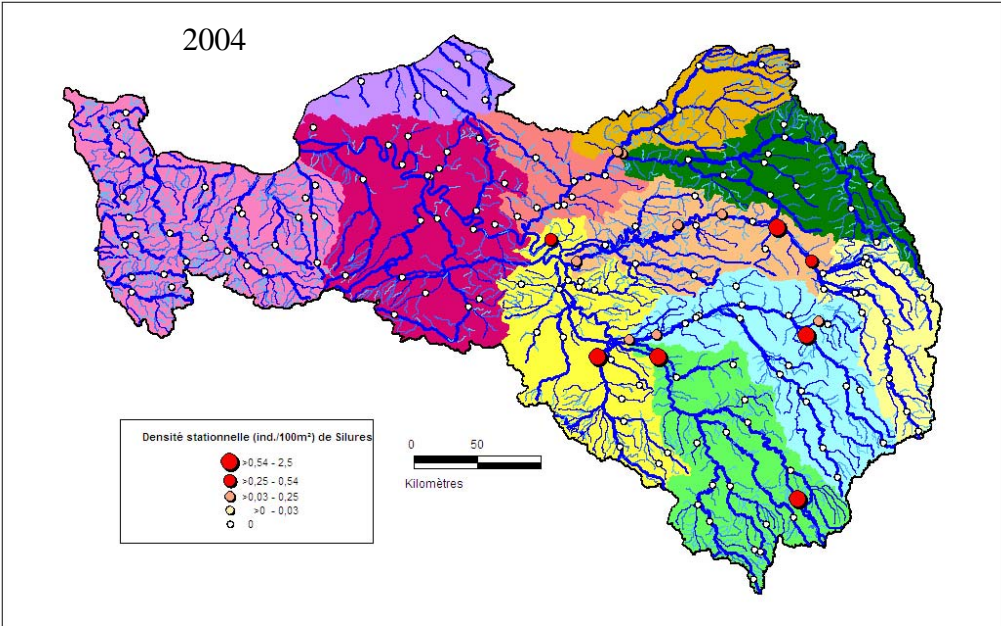 2004
Densité stationnelle (ind./100m²) de Silures
>0,54 - 2,5
>0,25 - 0,54
>0,03 - 0,25
>0 - 0,03
0
0 50
Kilomètres